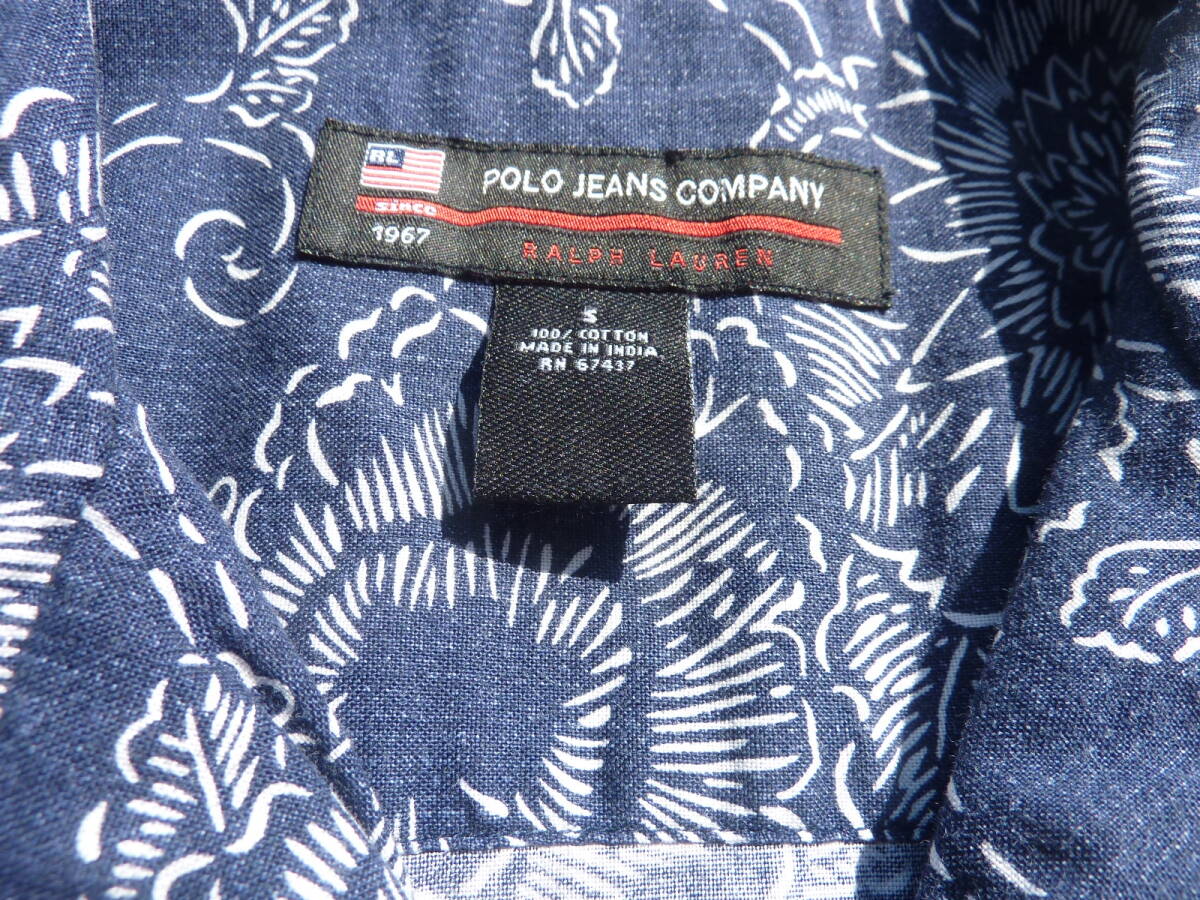 RL
POLO JEANS COMPANY
SINCE
1967
RALPH LAUREN
S
100% COTTON
MADE IN INDIA
RN 67437